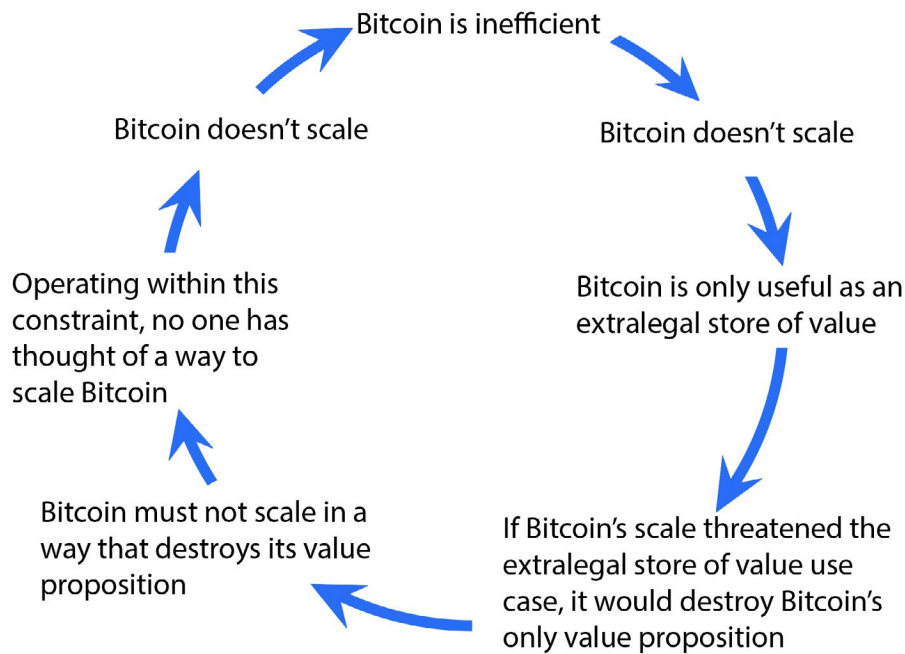 Bitcoin is inefficient
Bitcoin doesn’t scale
Bitcoin is only useful as an
extralegal store of value
If Bitcoin’s scale threatened the
extralegal store of value use
case, it would destroy Bitcoin’s
only value proposition
Bitcoin must not scale in a
way that destroys its value
proposition
Operating within this
constraint, no one has
thought of a way to
scale Bitcoin
Bitcoin doesn’t scale